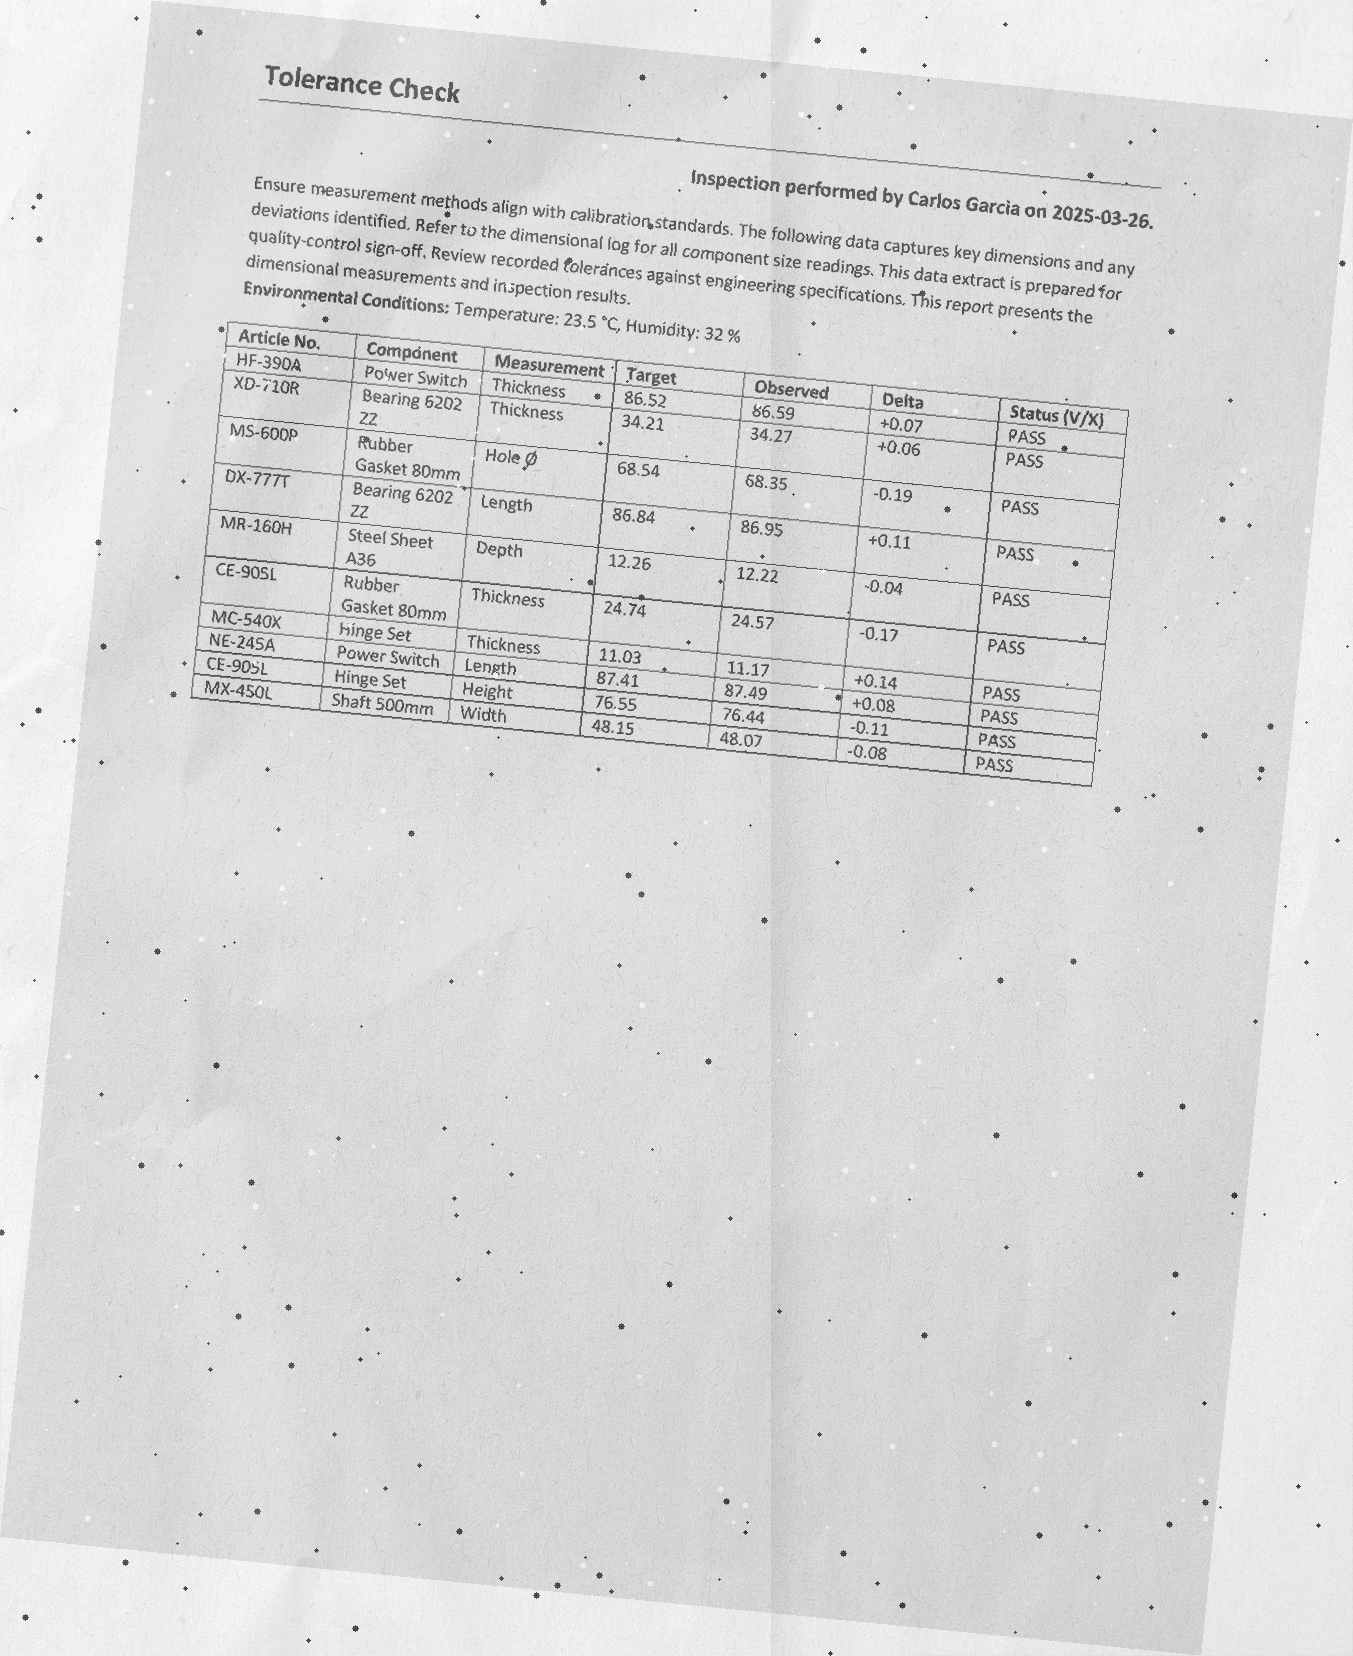 Tolerance Check
Inspection performed by Carlos Garcia on 2025-03-26.
Ensure measurement methods align with calibration standards. The following data captures key dimensions and any
deviations identified. Refer to the dimensional log for all component size readings. This data extract is prepared for
quality-control sign-off. Review recorded tolerances against engineering specifications. This report presents the
dimensional measurements and inspection results.
Environmental Conditions: Temperature: 23.5 °C, Humidity: 32 %
Article No. Component Measurement Target Observed Delta Status (V/X)
HF-390A Power Switch Thickness 86.52 86.59 +0.07 PASS
XD-710R Bearing 6202 Thickness 34.21 34.27 +0.06 PASS
ZZ
MS-600P Rubber Hole Ø 68.54 68.35 -0.19 PASS
Gasket 80mm
DX-777T Bearing 6202 Length 86.84 86.95 +0.11 PASS
ZZ
MR-160H Steel Sheet Depth 12.26 12.22 -0.04 PASS
A36
CE-905L Rubber Thickness 24.74 24.57 -0.17 PASS
Gasket 80mm
MC-540X Hinge Set Thickness 11.03 11.17 +0.14 PASS
NE-245A Power Switch Length 87.41 87.49 +0.08 PASS
CE-905L Hinge Set Height 76.55 76.44 -0.11 PASS
MX-450L Shaft 500mm Width 48.15 48.07 -0.08 PASS